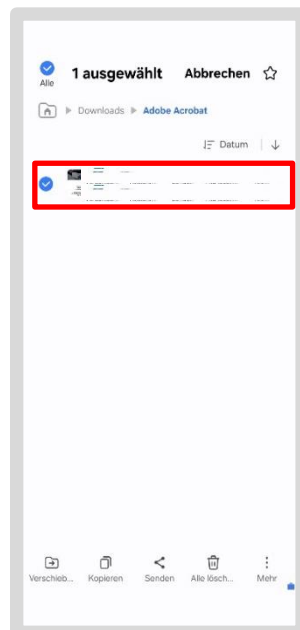 Alle
1 ausgewählt Abbrechen
Downloads Adobe Acrobat
Datum
Verschieb... Kopieren Senden Alle lösch... Mehr